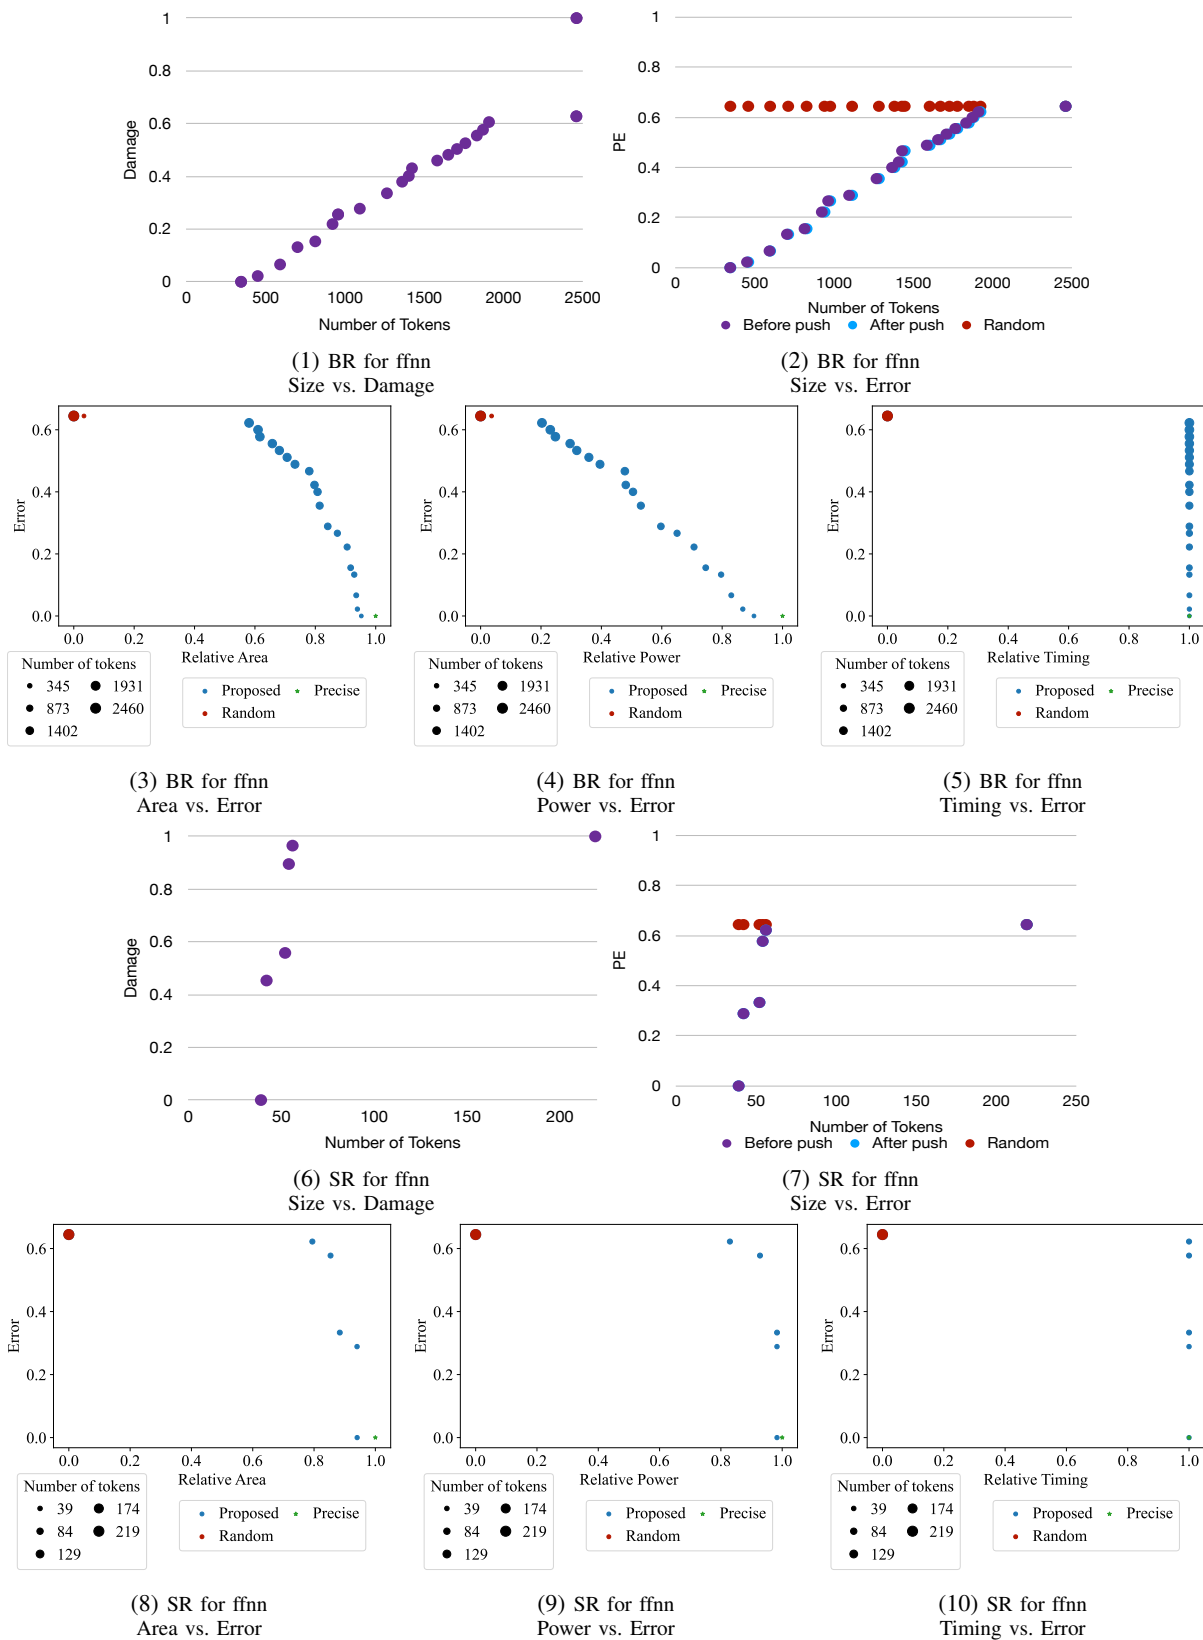 1
0.8
0.6
0.4
0.2
0
Damage
0 500 1000 1500 2000 2500
Number of Tokens
(1) BR for ffnn
Size vs. Damage
1
0.8
0.6
0.4
0.2
0
PE
0 500 1000 1500 2000 2500
Number of Tokens
Before push After push Random
(2) BR for ffnn
Size vs. Error
0.6
0.4
0.2
0.0
Error
0.0 0.2 0.4 0.6 0.8 1.0
Relative Area
Number of tokens
345 1931
873 2460
1402
Proposed Precise
Random
(3) BR for ffnn
Area vs. Error
0.6
0.4
0.2
0.0
Error
0.0 0.2 0.4 0.6 0.8 1.0
Relative Power
Number of tokens
345 1931
873 2460
1402
Proposed Precise
Random
(4) BR for ffnn
Power vs. Error
0.6
0.4
0.2
0.0
Error
0.0 0.2 0.4 0.6 0.8 1.0
Relative Timing
Number of tokens
345 1931
873 2460
1402
Proposed Precise
Random
(5) BR for ffnn
Timing vs. Error
1
0.8
0.6
0.4
0.2
0
Damage
0 50 100 150 200
Number of Tokens
(6) SR for ffnn
Size vs. Damage
1
0.8
0.6
0.4
0.2
0
PE
0 50 100 150 200 250
Number of Tokens
Before push After push Random
(7) SR for ffnn
Size vs. Error
0.6
0.4
0.2
0.0
Error
0.0 0.2 0.4 0.6 0.8 1.0
Relative Area
Number of tokens
39 174
84 219
129
Proposed Precise
Random
(8) SR for ffnn
Area vs. Error
0.6
0.4
0.2
0.0
Error
0.0 0.2 0.4 0.6 0.8 1.0
Relative Power
Number of tokens
39 174
84 219
129
Proposed Precise
Random
(9) SR for ffnn
Power vs. Error
0.6
0.4
0.2
0.0
Error
0.0 0.2 0.4 0.6 0.8 1.0
Relative Timing
Number of tokens
39 174
84 219
129
Proposed Precise
Random
(10) SR for ffnn
Timing vs. Error